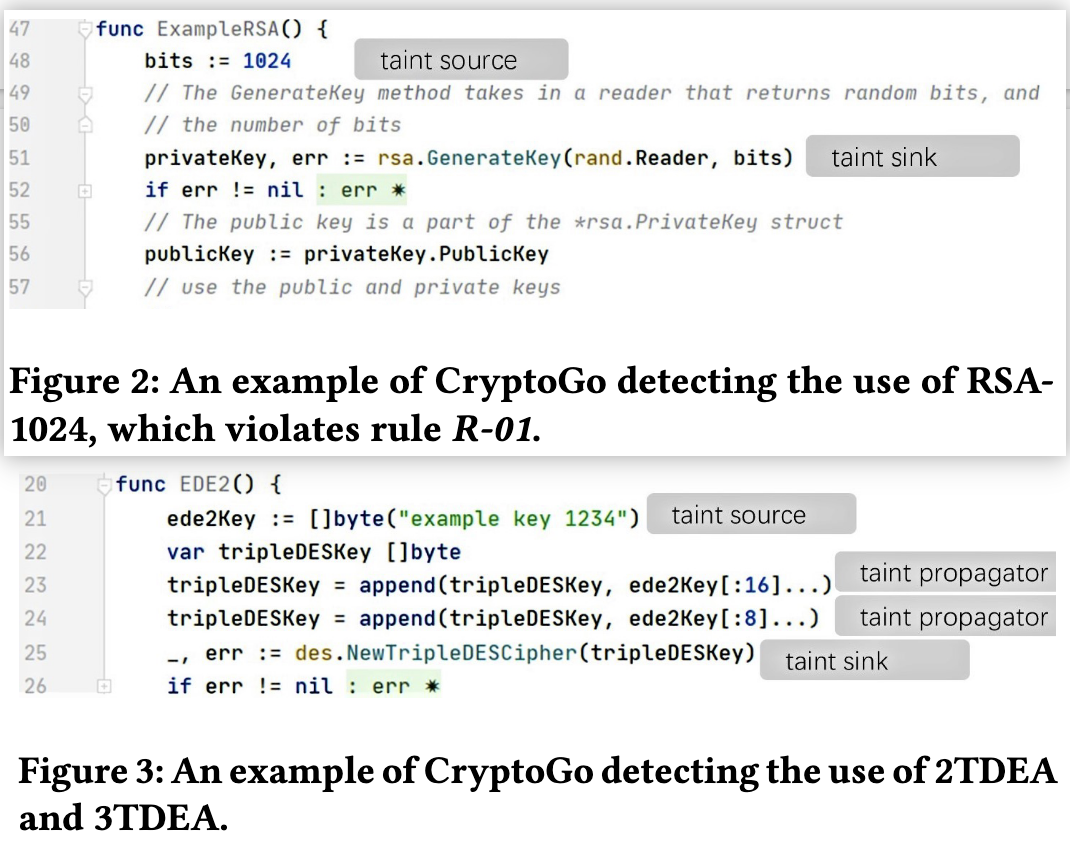 47 func ExampleRSA() {
48 bits := 1024 taint source
49 // The GenerateKey method takes in a reader that returns random bits, and
50 // the number of bits
51 privateKey, err := rsa.GenerateKey(rand.Reader, bits) taint sink
52 if err != nil : err ✷
55 // The public key is a part of the *rsa.PrivateKey struct
56 publicKey := privateKey.PublicKey
57 // use the public and private keys
Figure 2: An example of CryptoGo detecting the use of RSA-
1024, which violates rule R-01.
20 func EDE2() {
21 ede2Key := []byte("example key 1234") taint source
22 var tripleDESKey []byte
23 tripleDESKey = append(tripleDESKey, ede2Key[:16]...) taint propagator
24 tripleDESKey = append(tripleDESKey, ede2Key[:8]...) taint propagator
25 _, err := des.NewTripleDESCipher(tripleDESKey) taint sink
26 if err != nil : err ✷
Figure 3: An example of CryptoGo detecting the use of 2TDEA
and 3TDEA.